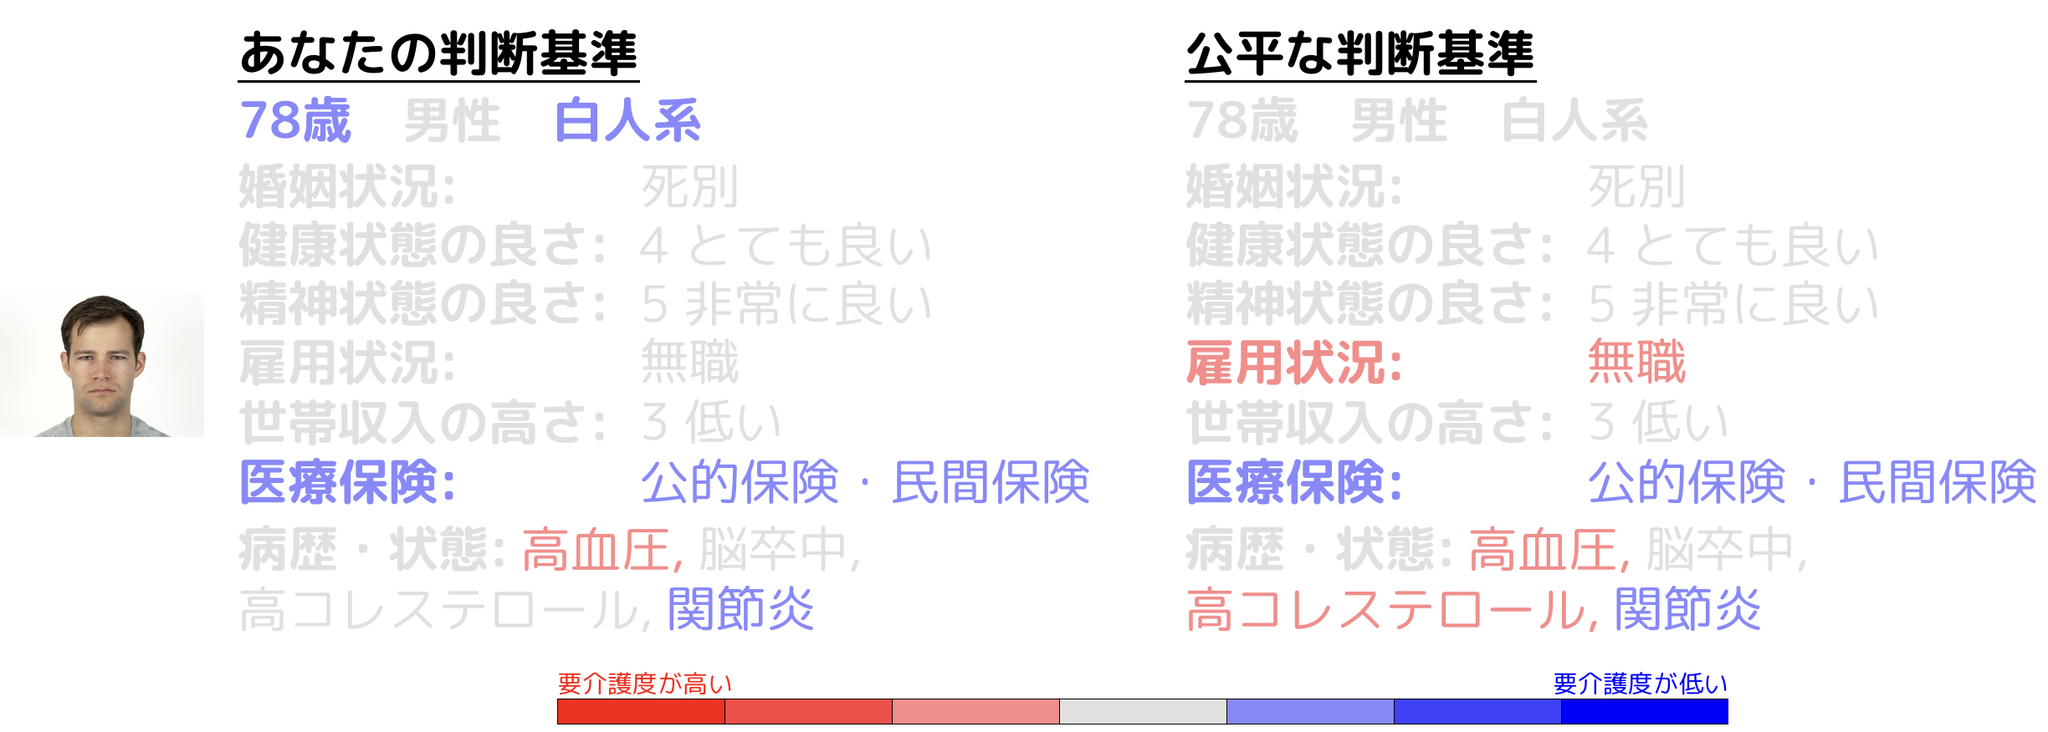 あなたの判断基準
78歳 男性 白人系
婚姻状況: 死別
健康状態の良さ: 4 とても良い
精神状態の良さ: 5 非常に良い
雇用状況: 無職
世帯収入の高さ: 3 低い
医療保険: 公的保険・民間保険
病歴・状態: 高血圧, 脳卒中,
高コレステロール, 関節炎
公平な判断基準
78歳 男性 白人系
婚姻状況: 死別
健康状態の良さ: 4 とても良い
精神状態の良さ: 5 非常に良い
雇用状況: 無職
世帯収入の高さ: 3 低い
医療保険: 公的保険・民間保険
病歴・状態: 高血圧, 脳卒中,
高コレステロール, 関節炎
要介護度が高い
要介護度が低い